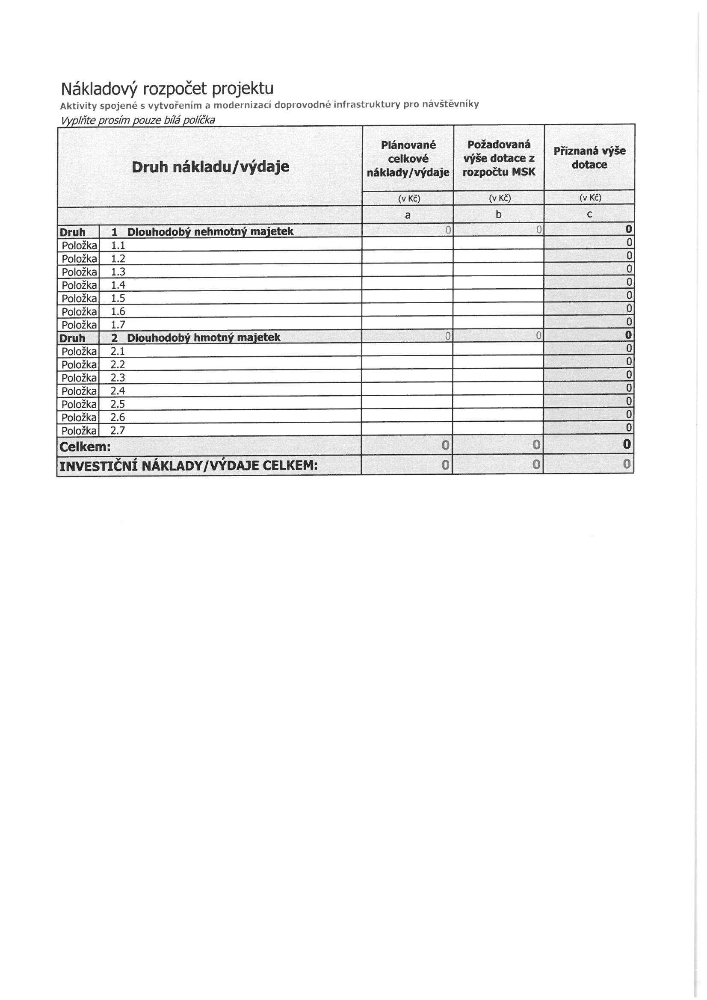 Nákladový rozpočet projektu
Aktivity spojené s vytvořením a modernizací doprovodné infrastruktury pro návštěvníky
Vyplňte prosím pouze bílá políčka
Druh nákladu/výdaje
Plánované celkové náklady/výdaje
Požadovaná výše dotace z rozpočtu MSK
Přiznaná výše dotace
(v Kč) (v Kč) (v Kč)
a b c
Druh 1 Dlouhodobý nehmotný majetek 0 0 0
Položka 1.1 0
Položka 1.2 0
Položka 1.3 0
Položka 1.4 0
Položka 1.5 0
Položka 1.6 0
Položka 1.7 0
Druh 2 Dlouhodobý hmotný majetek 0 0 0
Položka 2.1 0
Položka 2.2 0
Položka 2.3 0
Položka 2.4 0
Položka 2.5 0
Položka 2.6 0
Položka 2.7 0
Celkem: 0 0 0
INVESTIČNÍ NÁKLADY/VÝDAJE CELKEM: 0 0 0